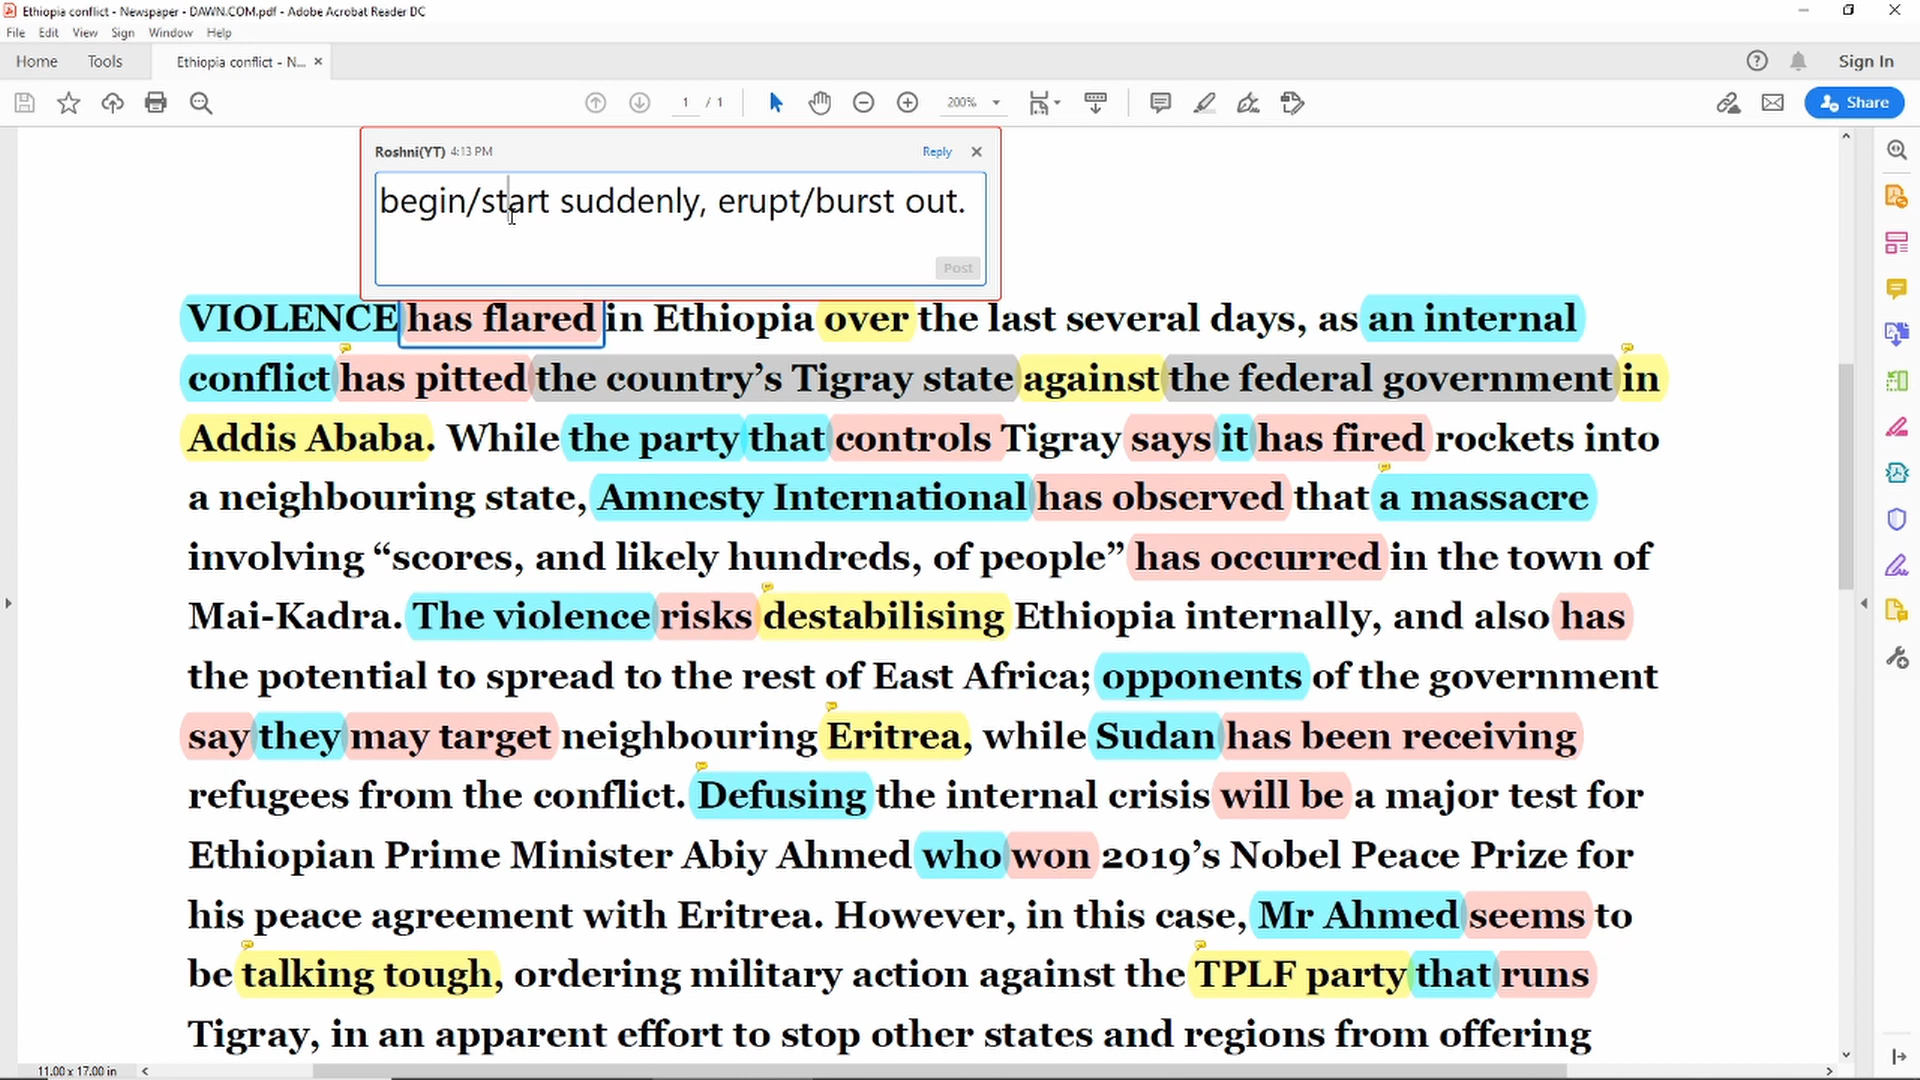 Ethiopia conflict - Newspaper - DAWN.COM.pdf - Adobe Acrobat Reader DC
File Edit View Sign Window Help
Home Tools Ethiopia conflict - N... × Sign In
1 / 1 200% Share
Roshni(YT) 4:13 PM Reply
begin/start suddenly, erupt/burst out.
Post
VIOLENCE has flared in Ethiopia over the last several days, as an internal
conflict has pitted the country’s Tigray state against the federal government in
Addis Ababa. While the party that controls Tigray says it has fired rockets into
a neighbouring state, Amnesty International has observed that a massacre
involving “scores, and likely hundreds, of people” has occurred in the town of
Mai-Kadra. The violence risks destabilising Ethiopia internally, and also has
the potential to spread to the rest of East Africa; opponents of the government
say they may target neighbouring Eritrea, while Sudan has been receiving
refugees from the conflict. Defusing the internal crisis will be a major test for
Ethiopian Prime Minister Abiy Ahmed who won 2019’s Nobel Peace Prize for
his peace agreement with Eritrea. However, in this case, Mr Ahmed seems to
be talking tough, ordering military action against the TPLF party that runs
Tigray, in an apparent effort to stop other states and regions from offering
11.00 x 17.00 in